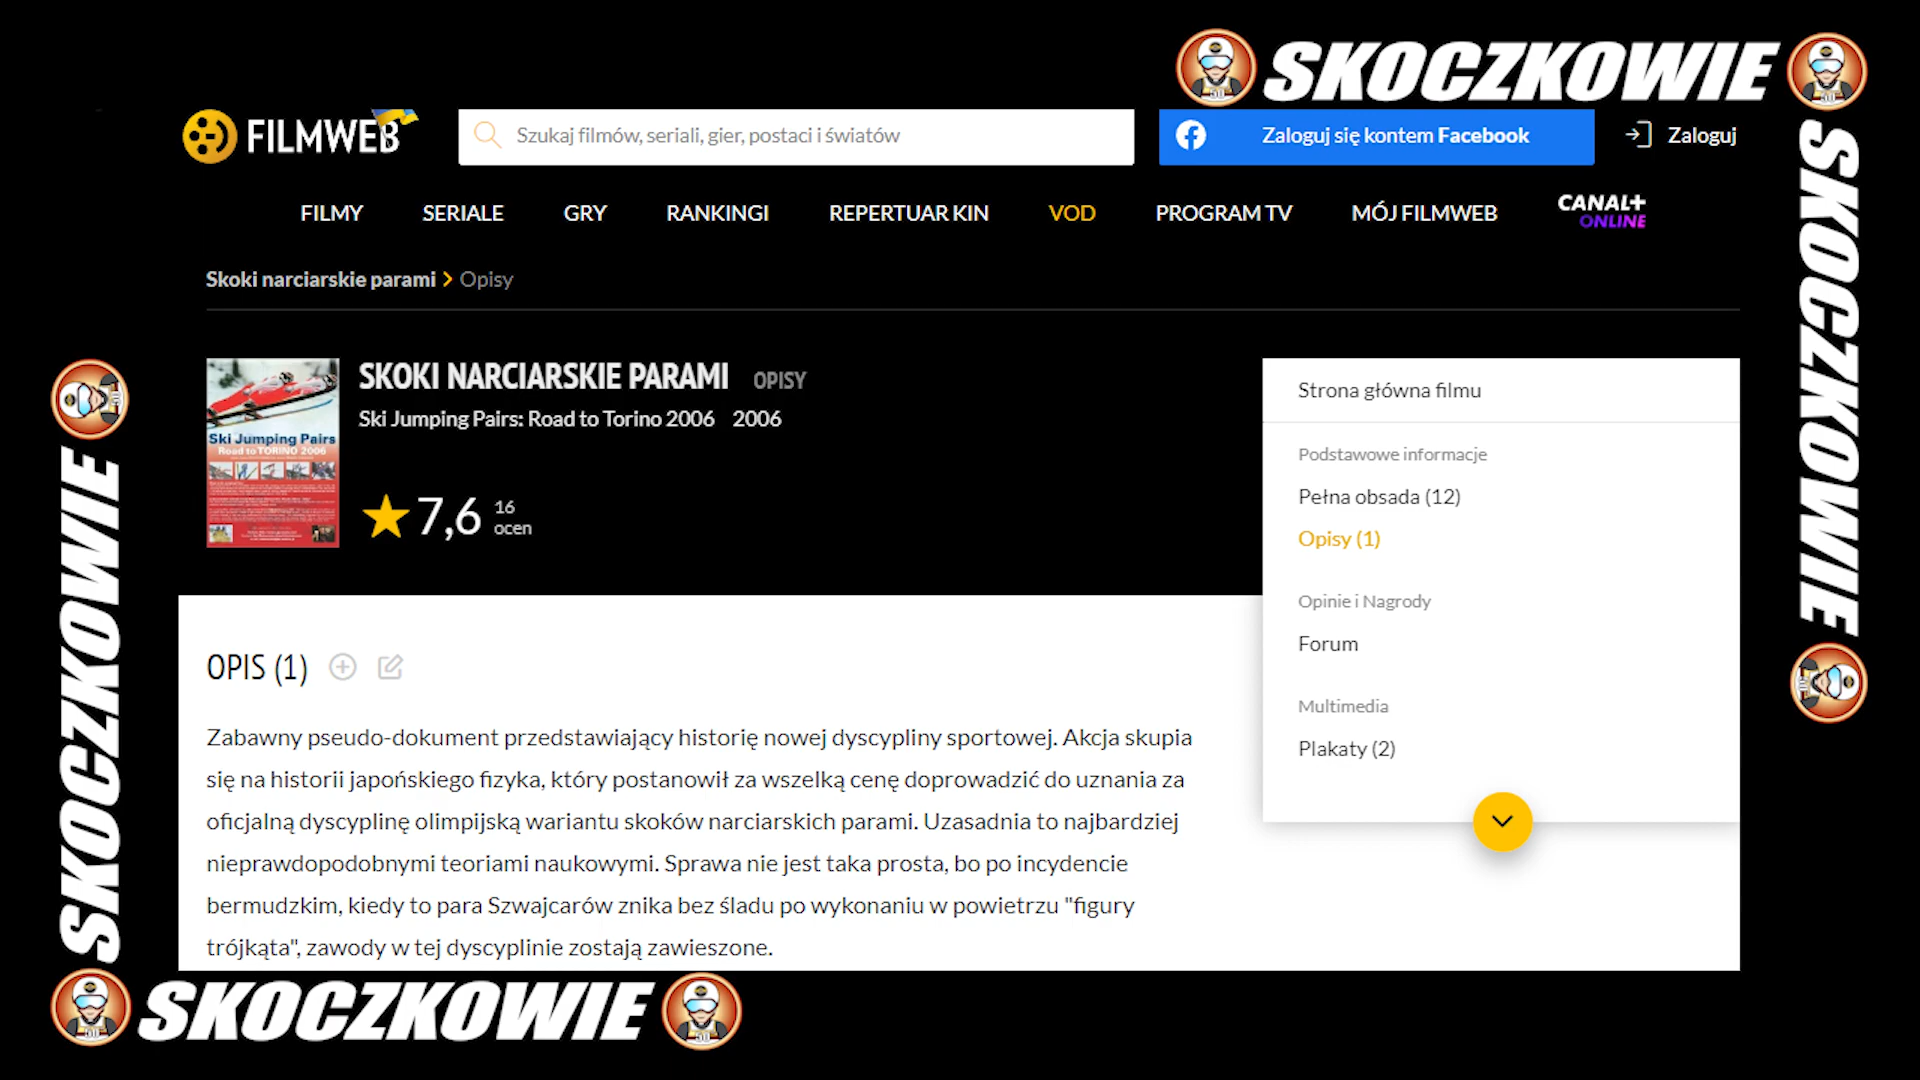 SKOCZKOWIE
FILMWEB
Szukaj filmów, seriali, gier, postaci i światów
Zaloguj się kontem Facebook
Zaloguj
FILMY
SERIALE
GRY
RANKINGI
REPERTUAR KIN
VOD
PROGRAM TV
MÓJ FILMWEB
CANAL+
ONLINE
Skoki narciarskie parami > Opisy
SKOKI NARCIARSKIE PARAMI OPISY
Ski Jumping Pairs: Road to Torino 2006 2006
Ski Jumping Pairs
Road to TORINO 2006
7,6
16
ocen
Strona główna filmu
Podstawowe informacje
Pełna obsada (12)
Opisy (1)
Opinie i Nagrody
Forum
Multimedia
Plakaty (2)
OPIS (1)
Zabawny pseudo-dokument przedstawiający historię nowej dyscypliny sportowej. Akcja skupia
się na historii japońskiego fizyka, który postanowił za wszelką cenę doprowadzić do uznania za
oficjalną dyscyplinę olimpijską wariantu skoków narciarskich parami. Uzasadnia to najbardziej
nieprawdopodobnymi teoriami naukowymi. Sprawa nie jest taka prosta, bo po incydencie
bermudzkim, kiedy to para Szwajcarów znika bez śladu po wykonaniu w powietrzu "figury
trójkąta", zawody w tej dyscyplinie zostają zawieszone.
SKOCZKOWIE
SKOCZKOWIE
SKOCZKOWIE